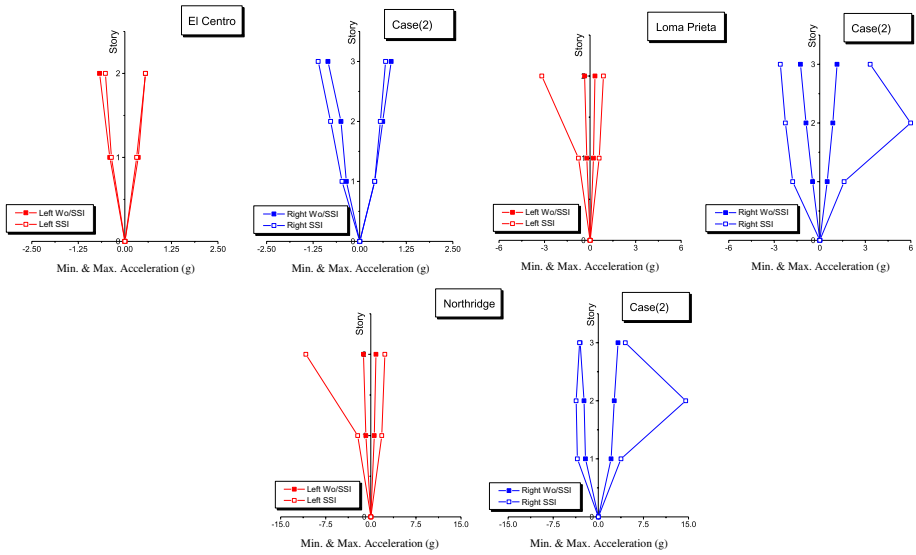 El Centro
Story
2
1
0
Left Wo/SSI
Left SSI
-2.50
-1.25
0.00
1.25
2.50
Min. & Max. Acceleration (g)
Case(2)
Story
3
2
1
0
Right Wo/SSI
Right SSI
-2.50
-1.25
0.00
1.25
2.50
Min. & Max. Acceleration (g)
Loma Prieta
Story
1
0
Left Wo/SSI
Left SSI
-6
-3
0
3
6
Min. & Max. Acceleration (g)
Case(2)
Story
3
2
1
0
Right Wo/SSI
Right SSI
-6
-3
0
3
6
Min. & Max. Acceleration (g)
Northridge
Story
0
Left Wo/SSI
Left SSI
-15.0
-7.5
0.0
7.5
15.0
Min. & Max. Acceleration (g)
Case(2)
Story
3
2
1
0
Right Wo/SSI
Right SSI
-15.0
-7.5
0.0
7.5
15.0
Min. & Max. Acceleration (g)